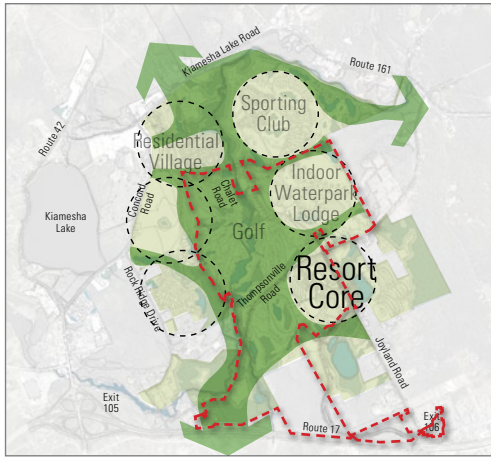 Kiamesha Lake Road
Route 161
Sporting
Club
Route 42
Residential
Village
Indoor
Waterpark
Lodge
Chalet
Road
Concord
Road
Kiamesha
Lake
Golf
Resort
Core
Thompsonville
Road
Rock Ridge Drive
Joyland Road
Exit
105
Route 17
Exit
106